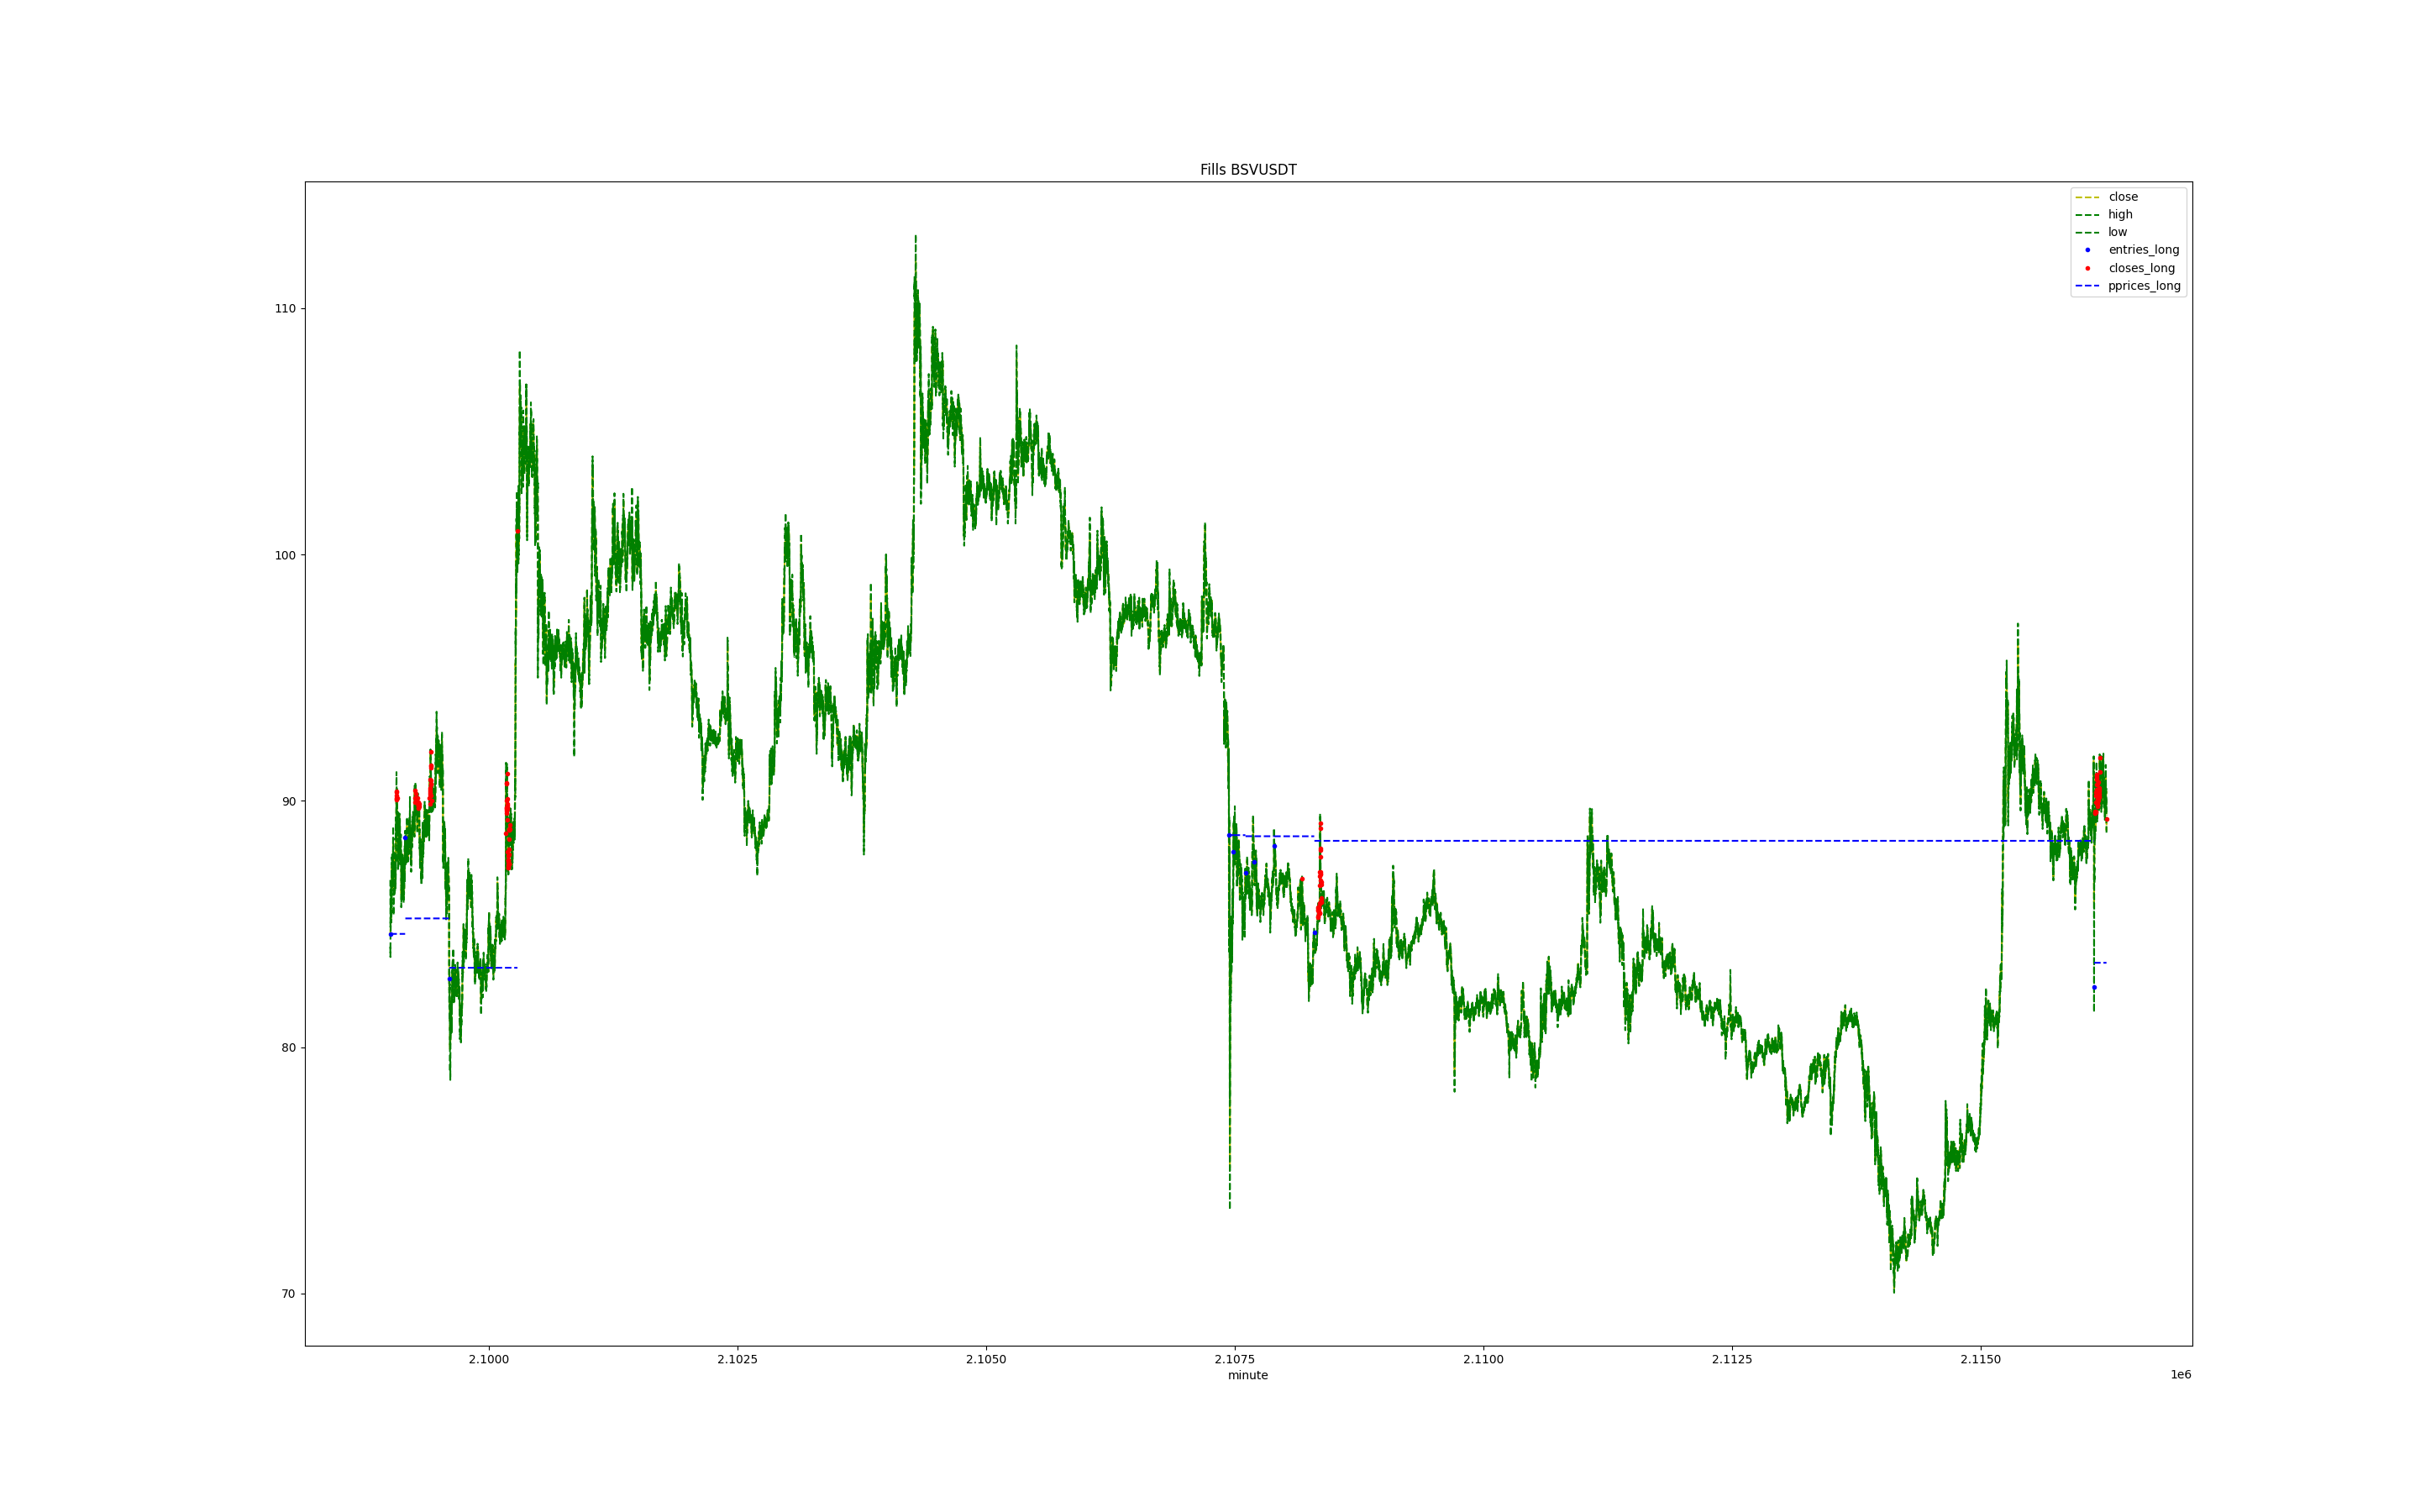 Fills BSVUSDT
close
high
low
entries_long
closes_long
pprices_long
110
100
90
80
70
2.1000 2.1025 2.1050 2.1075 2.1100 2.1125 2.1150
minute
1e6